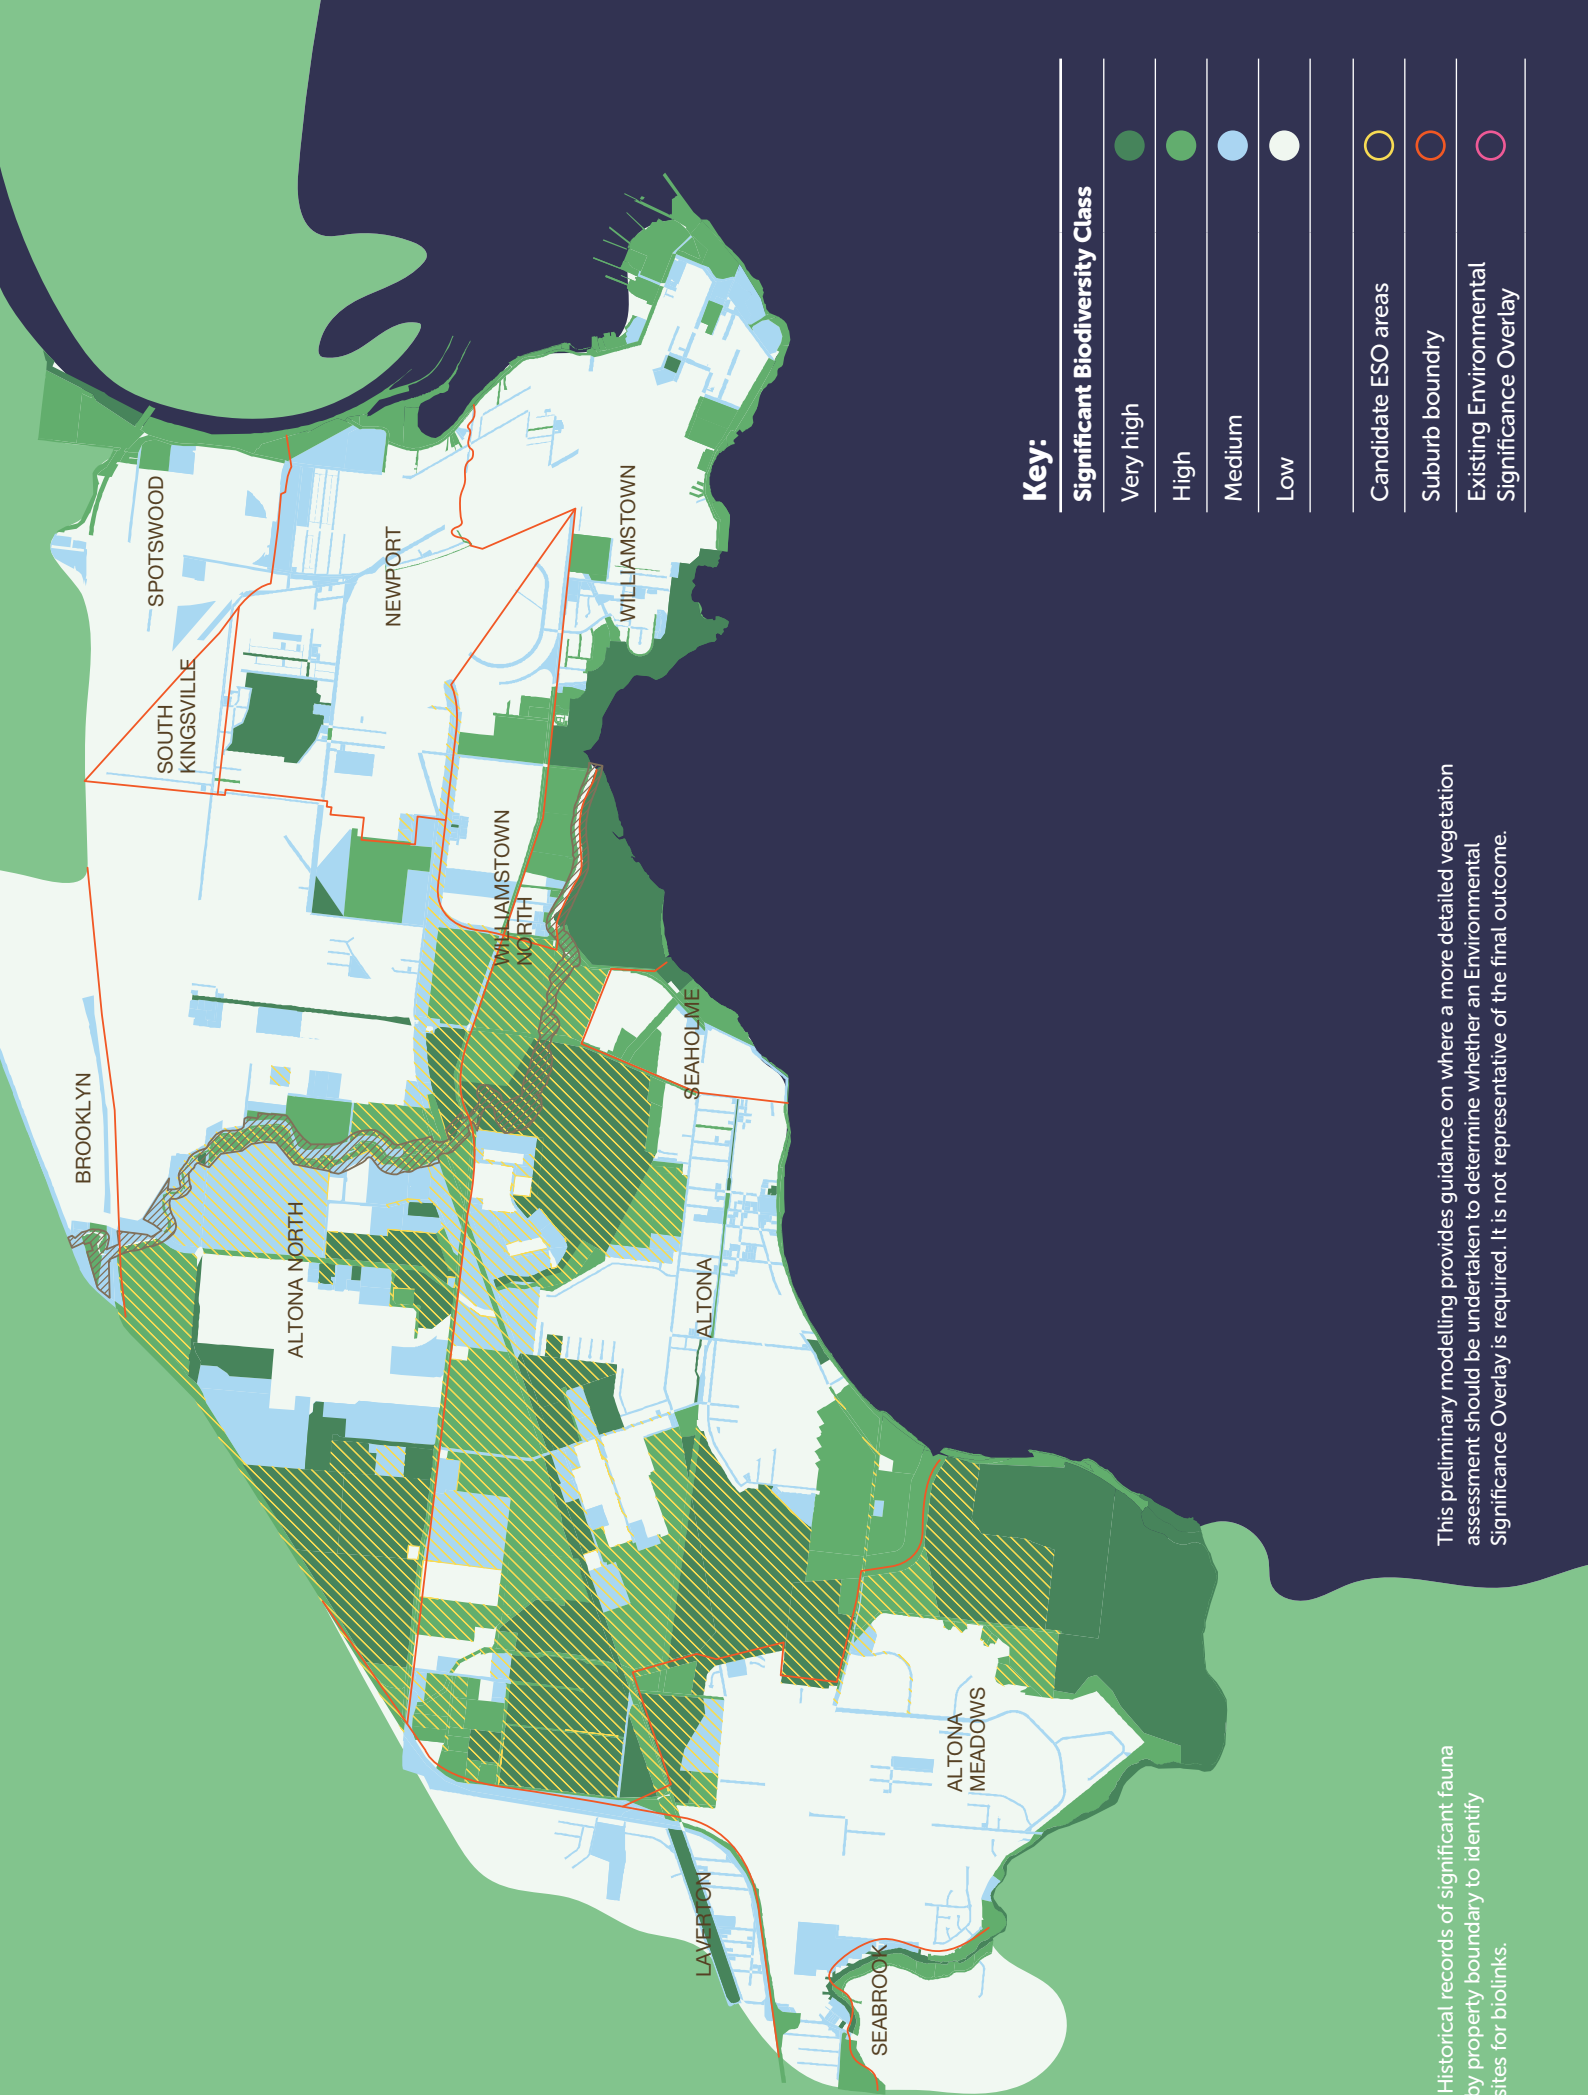 BROOKLYN
SPOTSWOOD
SOUTH
KINGSVILLE
NEWPORT
ALTONA NORTH
WILLIAMSTOWN
NORTH
WILLIAMSTOWN
SEAHOLME
ALTONA
LAVERTON
SEABROOK
ALTONA
MEADOWS
Key:
Significant Biodiversity Class
Very high
High
Medium
Low
Candidate ESO areas
Suburb boundry
Existing Environmental
Significance Overlay
Historical records of significant fauna
by property boundary to identify
sites for biolinks.
This preliminary modelling provides guidance on where a more detailed vegetation
assessment should be undertaken to determine whether an Environmental
Significance Overlay is required. It is not representative of the final outcome.